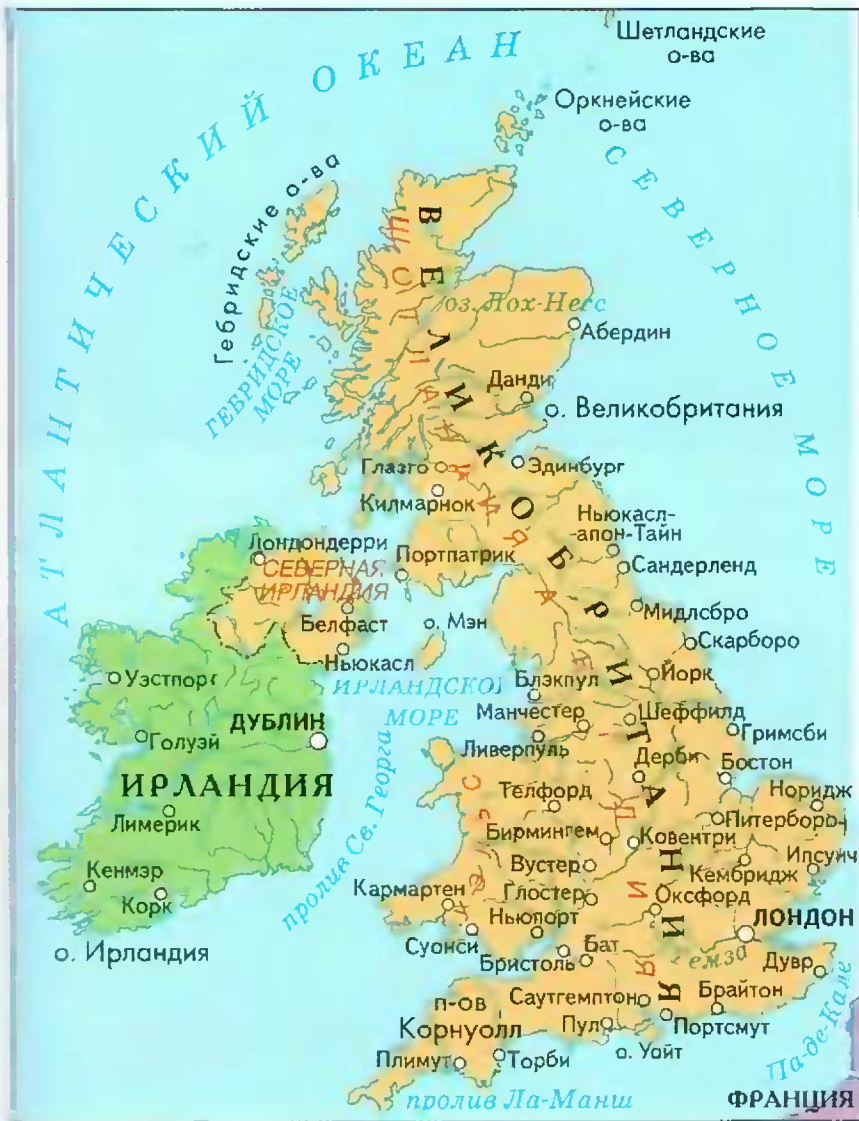 Шетландские
о-ва
АТЛАНТИЧЕСКИЙ ОКЕАН
Оркнейские
о-ва
СЕВЕРНОЕ МОРЕ
Гебридские о-ва
ГЕБРИДСКОЕ
МОРЕ
ВЕЛИКОБРИТАНИЯ
ШОТЛАНДИЯ
оз. Лох-Несс
Абердин
Данди
о. Великобритания
Глазго
Эдинбург
Килмарнок
Ньюкасл-
-апон-Тайн
Лондондерри
Портпатрик
Сандерленд
СЕВЕРНАЯ
ИРЛАНДИЯ
Белфаст
о. Мэн
Мидлсбро
Скарборо
Ньюкасл
Уэстпорт
ИРЛАНДСКОЕ
МОРЕ
Блэкпул
Йорк
ДУБЛИН
Манчестер
Шеффилд
Голуэй
Ливерпуль
Гримсби
Дерби
Бостон
ИРЛАНДИЯ
Телфорд
Норидж
Лимерик
Бирмингем
Ковентри
Питерборо
пролив Св. Георга
Уэльс
АНГЛИЯ
Вустер
Кембридж
Ипсуич
Кенмэр
Кармартен
Глостер
Оксфорд
Корк
Ньюпорт
ЛОНДОН
о. Ирландия
Суонси
Бристоль
Бат
Темза
Дувр
п-ов
Корнуолл
Саутгемптон
Брайтон
Пул
Портсмут
Па-де-Кале
Плимут
Торби
о. Уайт
пролив Ла-Манш
ФРАНЦИЯ